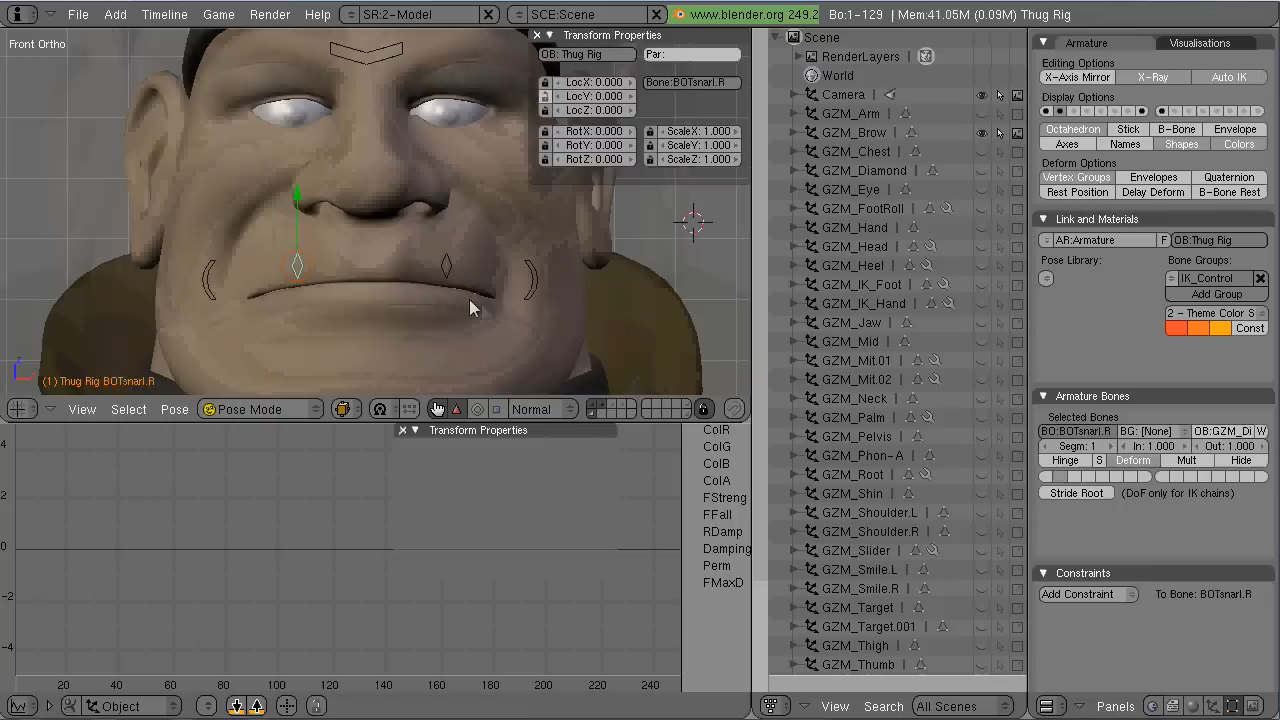 File Add Timeline Game Render Help SR:2-Model SCE:Scene www.blender.org 249.2 Bo:1-129 | Mem:41.05M (0.09M) Thug Rig
Front Ortho
Transform Properties
OB: Thug Rig Par:
LocX: 0.000 Bone:BOTsnarl.R
LocY: 0.000
LocZ: 0.000
RotX: 0.000 ScaleX: 1.000
RotY: 0.000 ScaleY: 1.000
RotZ: 0.000 ScaleZ: 1.000
z
(1) Thug Rig BOTsnarl.R
View Select Pose Pose Mode Normal
Transform Properties
ColR
ColG
ColB
ColA
FStreng
FFall
RDamp
Damping
Perm
FMaxD
4
2
0
-2
-4
20 60 80 100 120 140 160 180 200 220 240
Object
Scene
RenderLayers
World
Camera
GZM_Arm
GZM_Brow
GZM_Chest
GZM_Diamond
GZM_Eye
GZM_FootRoll
GZM_Hand
GZM_Head
GZM_Heel
GZM_IK_Foot
GZM_IK_Hand
GZM_Jaw
GZM_Mid
GZM_Mit.01
GZM_Mit.02
GZM_Neck
GZM_Palm
GZM_Pelvis
GZM_Phon-A
GZM_Root
GZM_Shin
GZM_Shoulder.L
GZM_Shoulder.R
GZM_Slider
GZM_Smile.L
GZM_Smile.R
GZM_Target
GZM_Target.001
GZM_Thigh
GZM_Thumb
View Search All Scenes
Armature Visualisations
Editing Options
X-Axis Mirror X-Ray Auto IK
Display Options
Octahedron Stick B-Bone Envelope
Axes Names Shapes Colors
Deform Options
Vertex Groups Envelopes Quaternion
Rest Position Delay Deform B-Bone Rest
Link and Materials
AR:Armature F OB:Thug Rig
Pose Library: Bone Groups:
IK_Control
Add Group
2 - Theme Color S
Const
Armature Bones
Selected Bones
BO:BOTsnarl.R BG: [None] OB:GZM_Di W
Segm: 1 In: 1.000 Out: 1.000
Hinge S Deform Mult Hide
Stride Root (DoF only for IK chains)
Constraints
Add Constraint To Bone: BOTsnarl.R
Panels